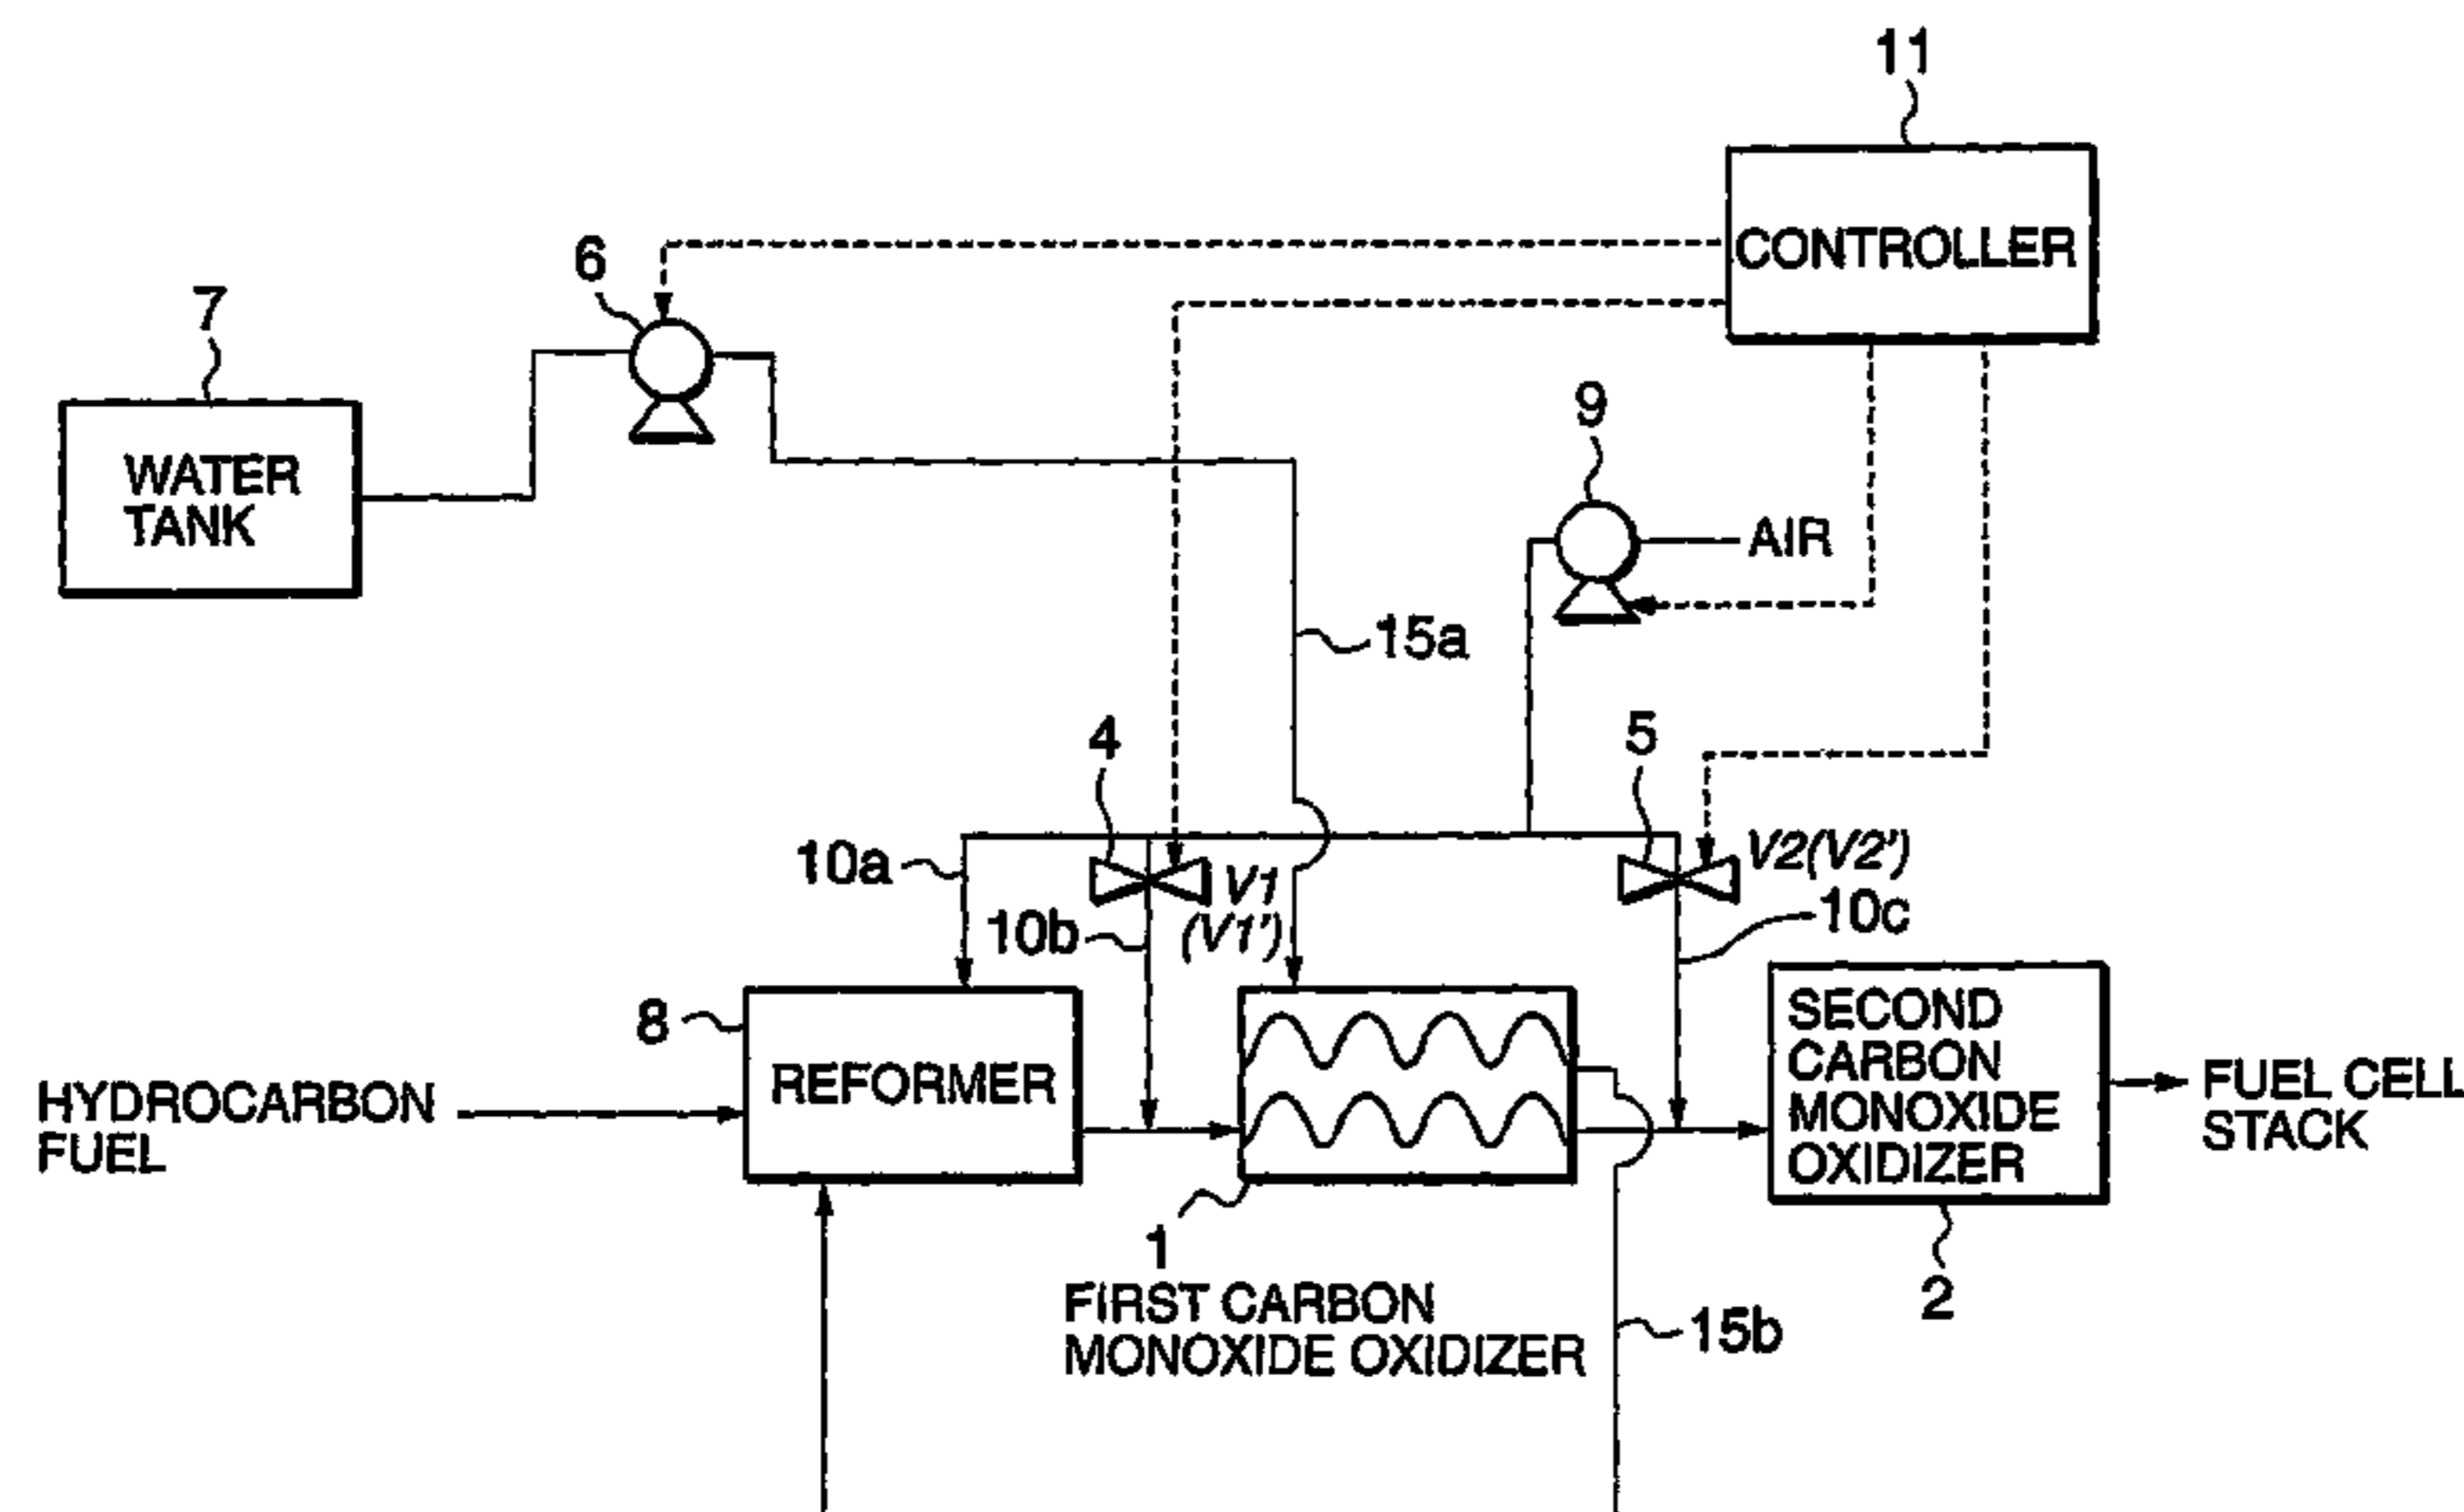 11
CONTROLLER
6
7
WATER
TANK
9
AIR
15a
4
5
10a
V1
(V1')
V2(V2')
10b
10c
8
REFORMER
HYDROCARBON
FUEL
SECOND
CARBON
MONOXIDE
OXIDIZER
FUEL CELL
STACK
1
FIRST CARBON
MONOXIDE OXIDIZER
2
15b